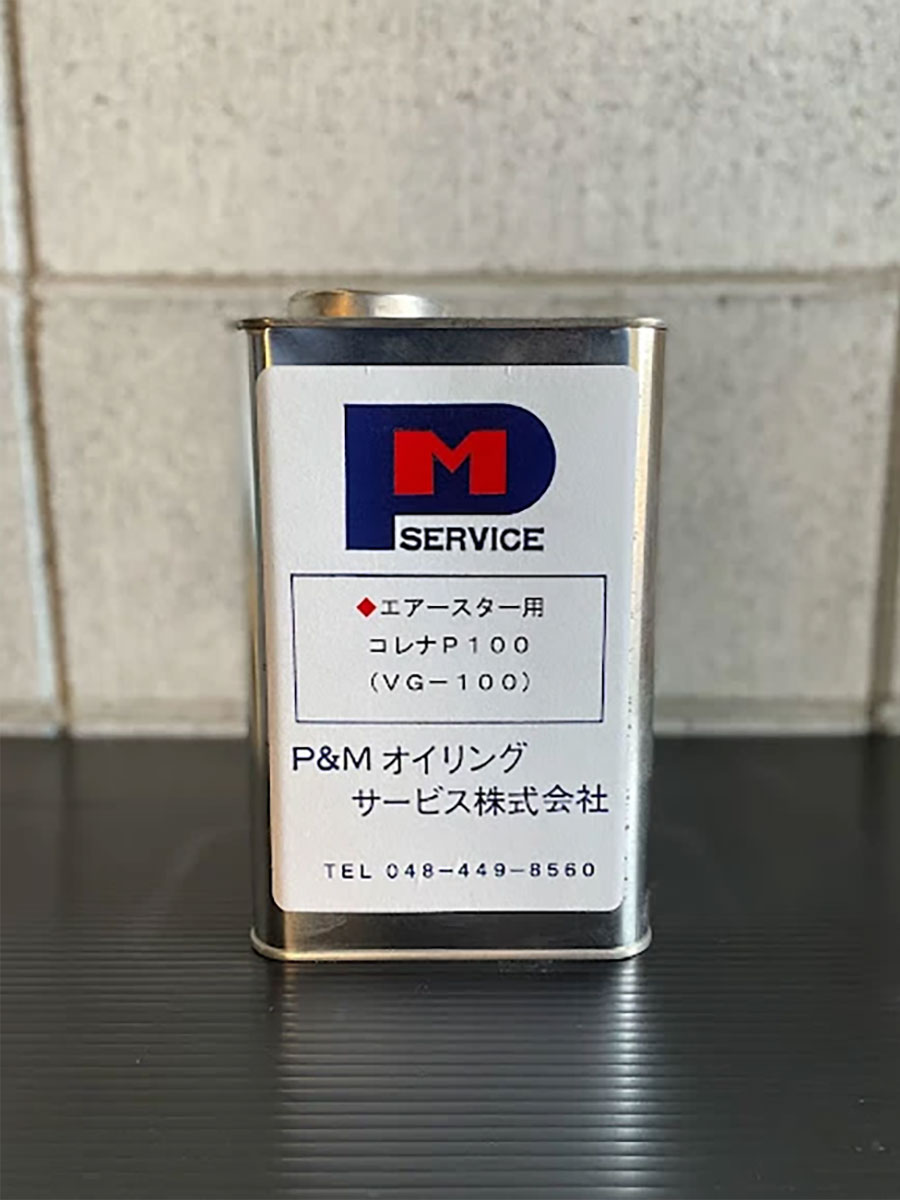 PM
SERVICE
◆エアースター用
コレナP100
(VG-100)
P&M オイリング
サービス株式会社
TEL 048-449-8560